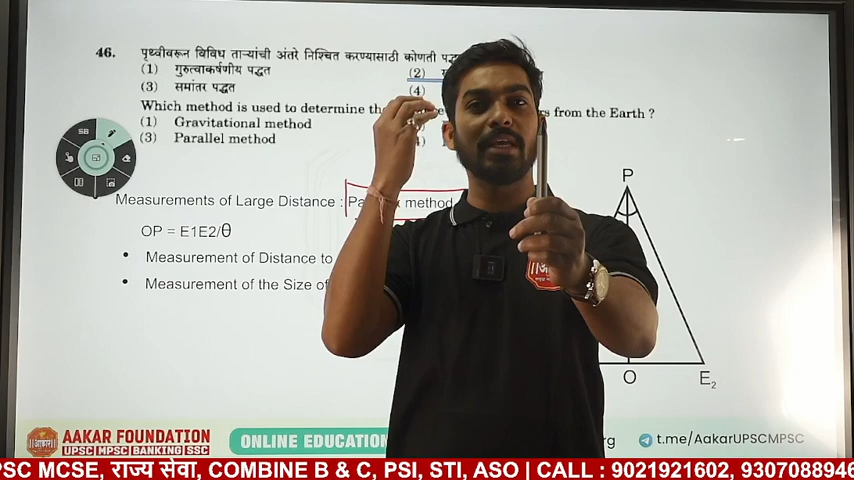 46. पृथ्वीवरून विविध ताऱ्यांची अंतरे निश्चित करण्यासाठी कोणती
(1) गुरुत्वाकर्षणीय पद्धत (2)
(3) समांतर पद्धत (4)
Which method is used to determine the from the Earth ?
(1) Gravitational method
(3) Parallel method
SB
Measurements of Large Distance : method
OP = E1E2/θ
• Measurement of Distance to
• Measurement of the Size of
P
O E₂
||आकार||
AAKAR FOUNDATION
UPSC MPSC BANKING SSC
ONLINE EDUCATION
t.me/AakarUPSCMPSC
PSC MCSE, राज्य सेवा, COMBINE B & C, PSI, STI, ASO | CALL : 9021921602, 9307088946